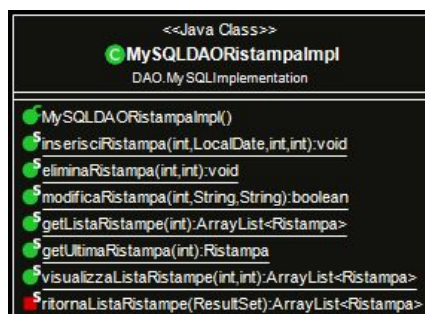 <<Java Class>>
C MySQLDAORistampaImpl
DAO.MySQLImplementation
C MySQLDAORistampaImpl()
S inserisciRistampa(int,LocalDate,int,int):void
S eliminaRistampa(int,int):void
S modificaRistampa(int,String,String):boolean
S getListaRistampe(int):ArrayList<Ristampa>
S getUltimaRistampa(int):Ristampa
S visualizzaListaRistampe(int,int):ArrayList<Ristampa>
S ritornaListaRistampe(ResultSet):ArrayList<Ristampa>